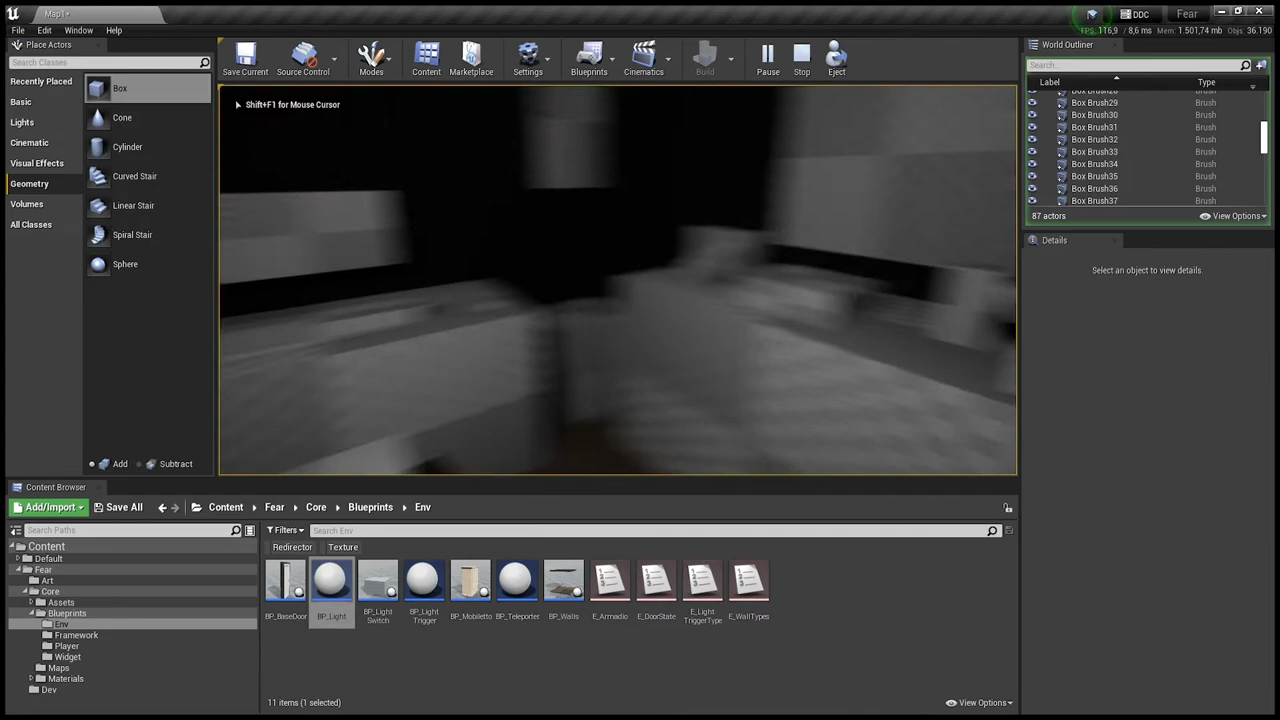 Map1*
DDC
Fear
File Edit Window Help
FPS: 116,9 / 8,6 ms Mem: 1.501,74 mb Objs: 36.190
Place Actors
Search Classes
Recently Placed
Basic
Lights
Cinematic
Visual Effects
Geometry
Volumes
All Classes
Box
Cone
Cylinder
Curved Stair
Linear Stair
Spiral Stair
Sphere
Add Subtract
Save Current
Source Control
Modes
Content
Marketplace
Settings
Blueprints
Cinematics
Build
Pause
Stop
Eject
Shift+F1 for Mouse Cursor
World Outliner
Search...
Label Type
Box Brush28 Brush
Box Brush29 Brush
Box Brush30 Brush
Box Brush31 Brush
Box Brush32 Brush
Box Brush33 Brush
Box Brush34 Brush
Box Brush35 Brush
Box Brush36 Brush
Box Brush37 Brush
87 actors View Options
Details
Select an object to view details.
Content Browser
Add/Import Save All Content Fear Core Blueprints Env
Search Paths
Content
Default
Fear
Art
Core
Assets
Blueprints
Env
Framework
Player
Widget
Maps
Materials
Dev
Filters Search Env
Redirector Texture
BP_BaseDoor
BP_Light
BP_Light
Switch
BP_Light
Trigger
BP_Mobiletto
BP_Teleporter
BP_Walls
E_Armadio
E_DoorState
E_Light
TriggerType
E_WallTypes
11 items (1 selected) View Options